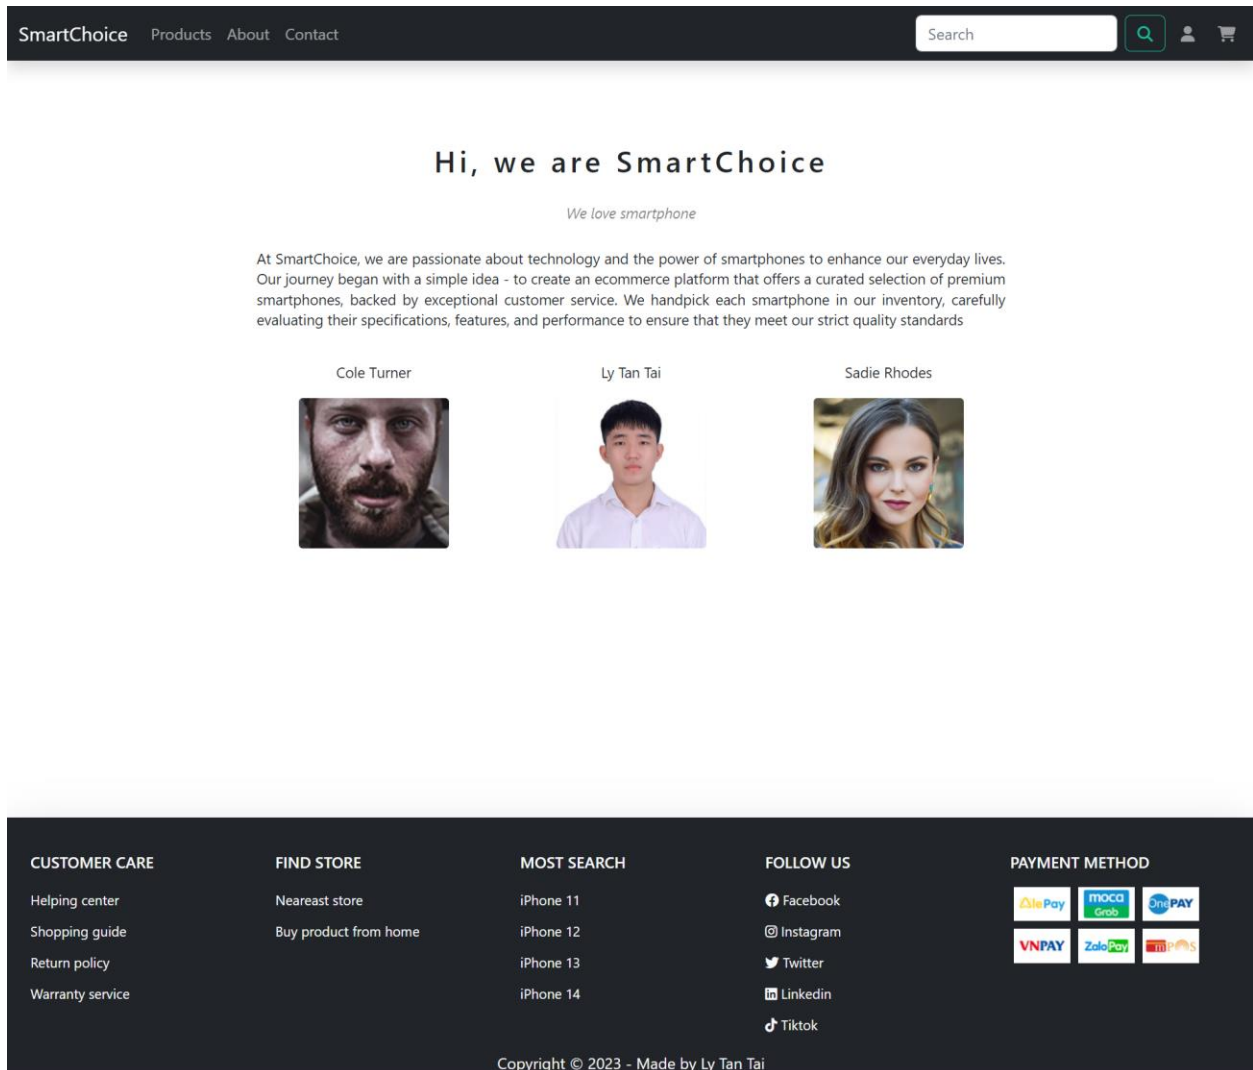 SmartChoice Products About Contact Search
Hi, we are SmartChoice
We love smartphone
At SmartChoice, we are passionate about technology and the power of smartphones to enhance our everyday lives.
Our journey began with a simple idea - to create an ecommerce platform that offers a curated selection of premium
smartphones, backed by exceptional customer service. We handpick each smartphone in our inventory, carefully
evaluating their specifications, features, and performance to ensure that they meet our strict quality standards
Cole Turner
Ly Tan Tai
Sadie Rhodes
CUSTOMER CARE
Helping center
Shopping guide
Return policy
Warranty service
FIND STORE
Neareast store
Buy product from home
MOST SEARCH
iPhone 11
iPhone 12
iPhone 13
iPhone 14
FOLLOW US
Facebook
Instagram
Twitter
Linkedin
Tiktok
PAYMENT METHOD
AlePay
moca
Grab
OnePAY
VNPAY
ZaloPay
mPOS
Copyright © 2023 - Made by Ly Tan Tai